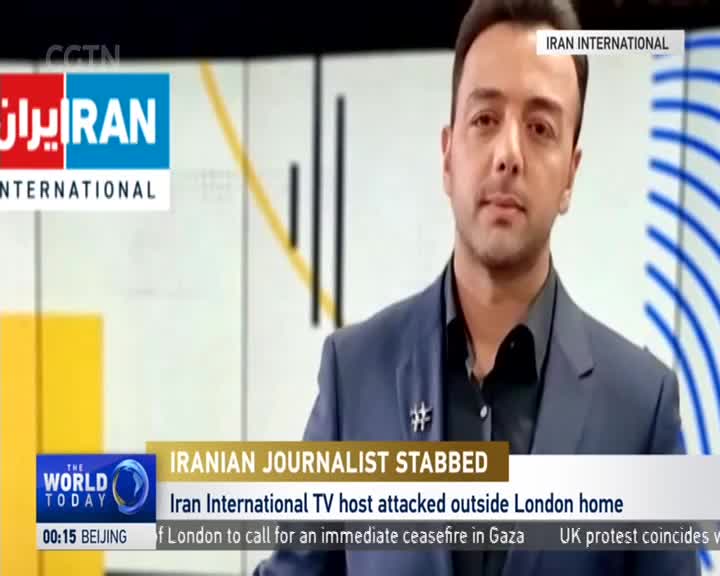 CGTN
IRAN INTERNATIONAL
ایران
IRAN
INTERNATIONAL
#
IRANIAN JOURNALIST STABBED
THE
WORLD
TODAY
Iran International TV host attacked outside London home
00:15 BEIJING
of London to call for an immediate ceasefire in Gaza UK protest coincides